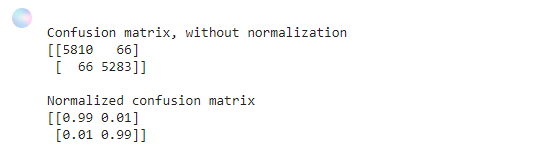 Confusion matrix, without normalization
[[5810   66]
 [  66 5283]]
Normalized confusion matrix
[[0.99 0.01]
 [0.01 0.99]]